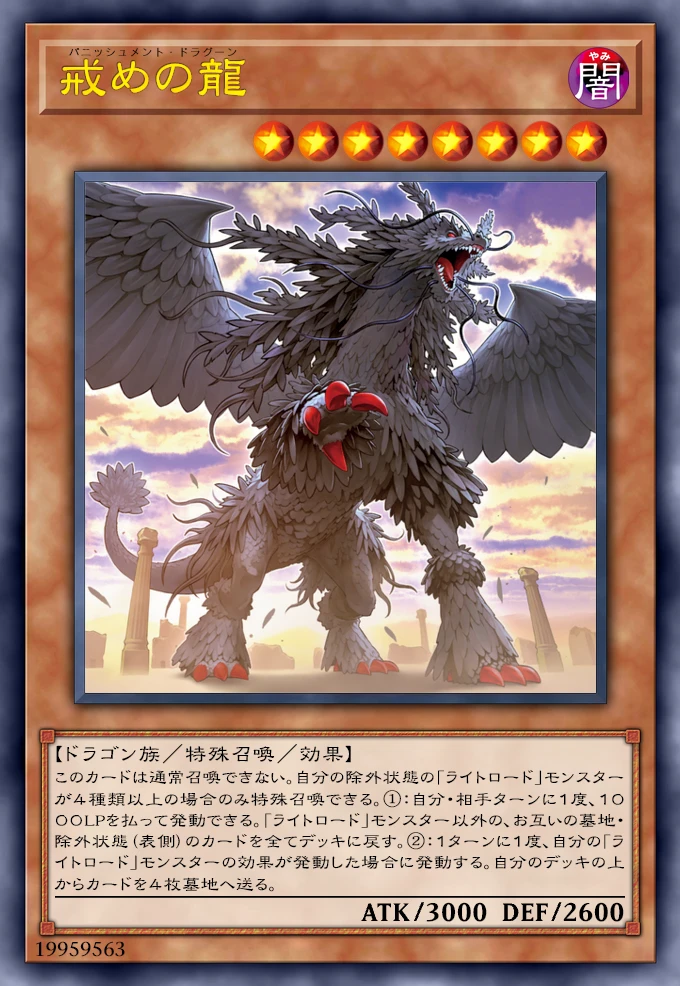 パニッシュメント・ドラグーン
戒めの龍
やみ
闇
【ドラゴン族／特殊召喚／効果】
このカードは通常召喚できない。自分の除外状態の「ライトロード」モンスター
が４種類以上の場合のみ特殊召喚できる。①：自分・相手ターンに１度、１０
００LPを払って発動できる。「ライトロード」モンスター以外の、お互いの墓地・
除外状態（表側）のカードを全てデッキに戻す。②：１ターンに１度、自分の「ラ
イトロード」モンスターの効果が発動した場合に発動する。自分のデッキの上
からカードを４枚墓地へ送る。
ATK/3000 DEF/2600
19959563